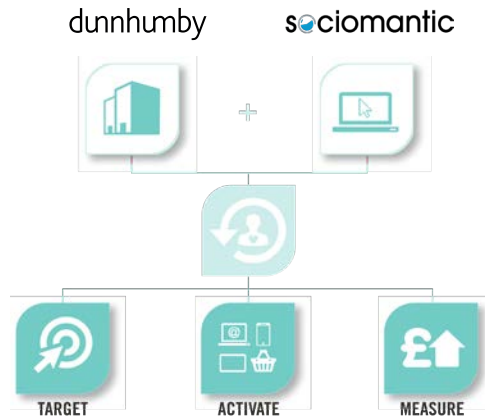 dunnhumby
sociomantic
+
@
£
TARGET
ACTIVATE
MEASURE